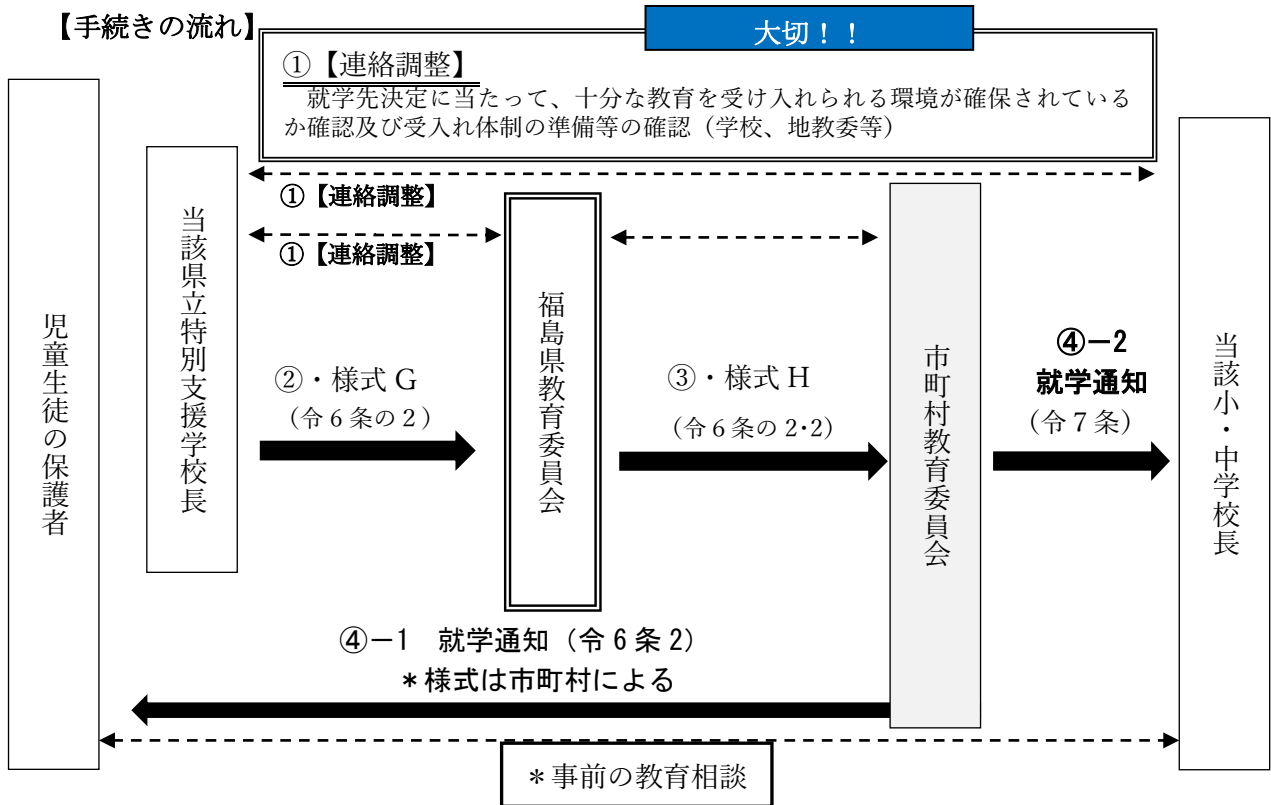 【手続きの流れ】
大切！！
①【連絡調整】
就学先決定に当たって、十分な教育を受け入れられる環境が確保されている
か確認及び受入れ体制の準備等の確認（学校、地教委等）
①【連絡調整】
①【連絡調整】
児童生徒の保護者
当該県立特別支援学校長
②・様式 G
（令６条の２）
福島県教育委員会
③・様式 H
（令６条の 2･2）
市町村教育委員会
④－2
就学通知
（令７条）
当該小・中学校長
④－1　就学通知（令６条 2）
＊様式は市町村による
＊事前の教育相談